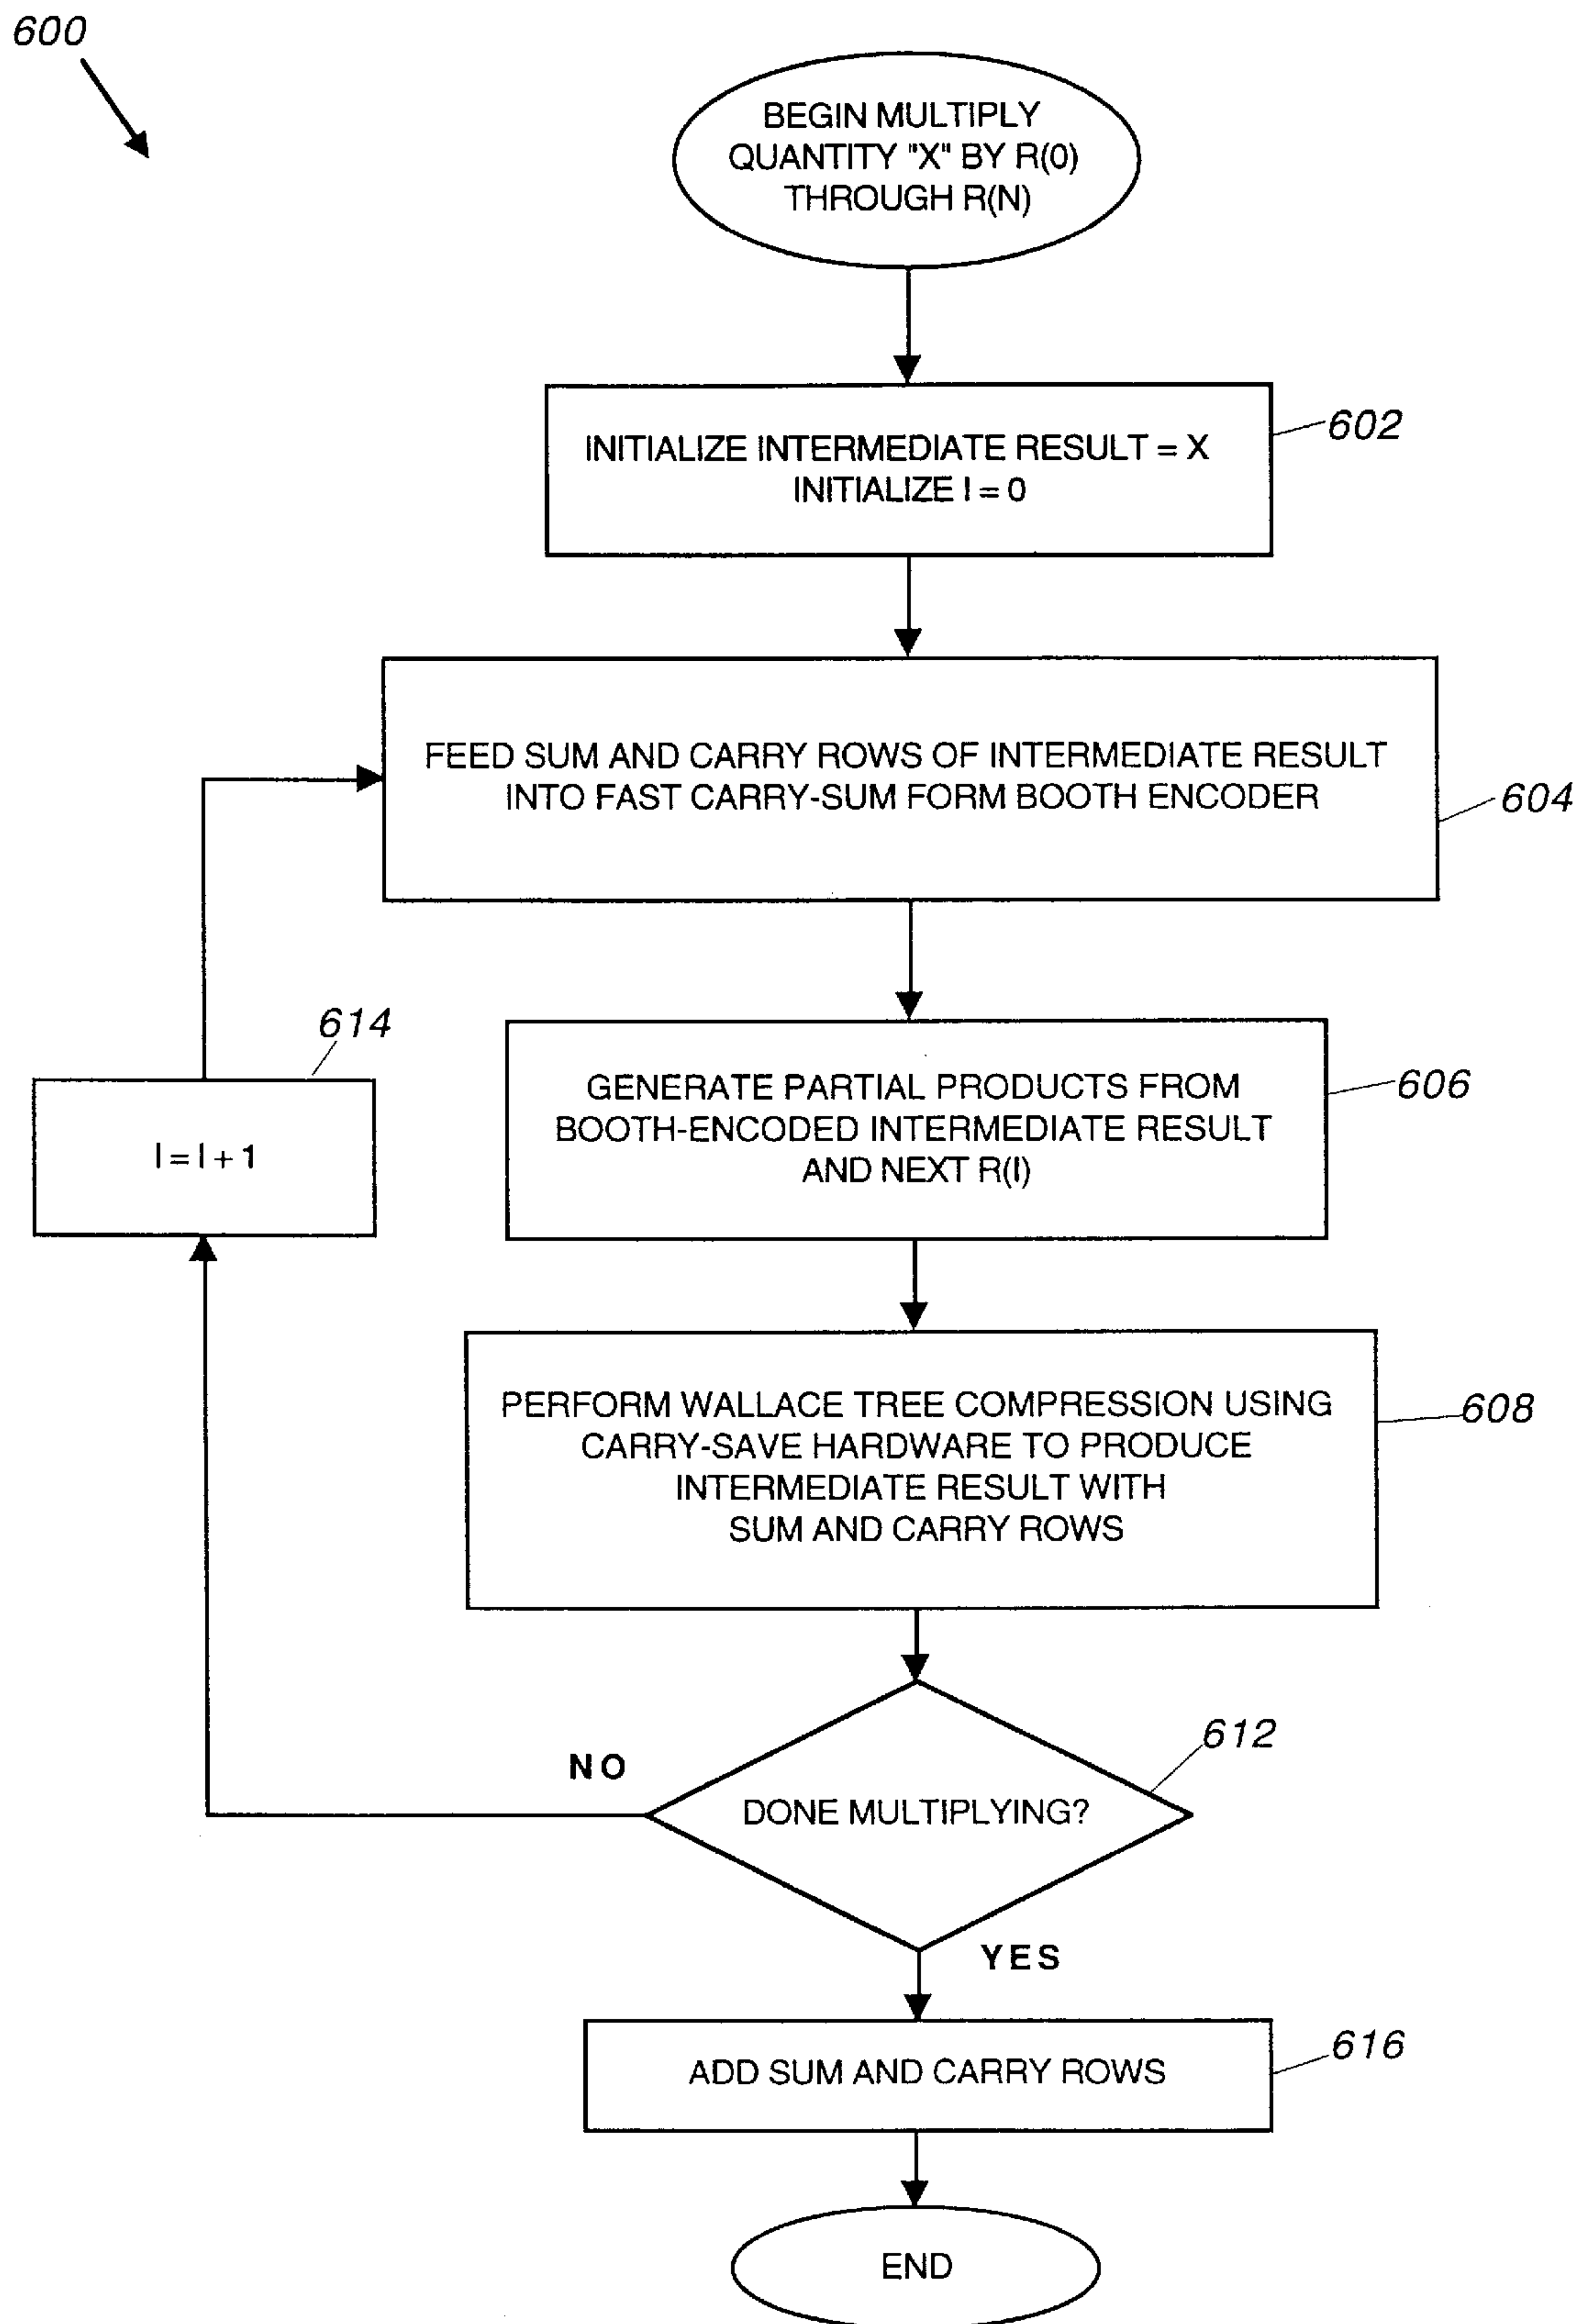 600
BEGIN MULTIPLY
QUANTITY "X" BY R(0)
THROUGH R(N)
INITIALIZE INTERMEDIATE RESULT = X
INITIALIZE I = 0
602
FEED SUM AND CARRY ROWS OF INTERMEDIATE RESULT
INTO FAST CARRY-SUM FORM BOOTH ENCODER
604
614
I = I + 1
GENERATE PARTIAL PRODUCTS FROM
BOOTH-ENCODED INTERMEDIATE RESULT
AND NEXT R(I)
606
PERFORM WALLACE TREE COMPRESSION USING
CARRY-SAVE HARDWARE TO PRODUCE
INTERMEDIATE RESULT WITH
SUM AND CARRY ROWS
608
612
NO
DONE MULTIPLYING?
YES
ADD SUM AND CARRY ROWS
616
END